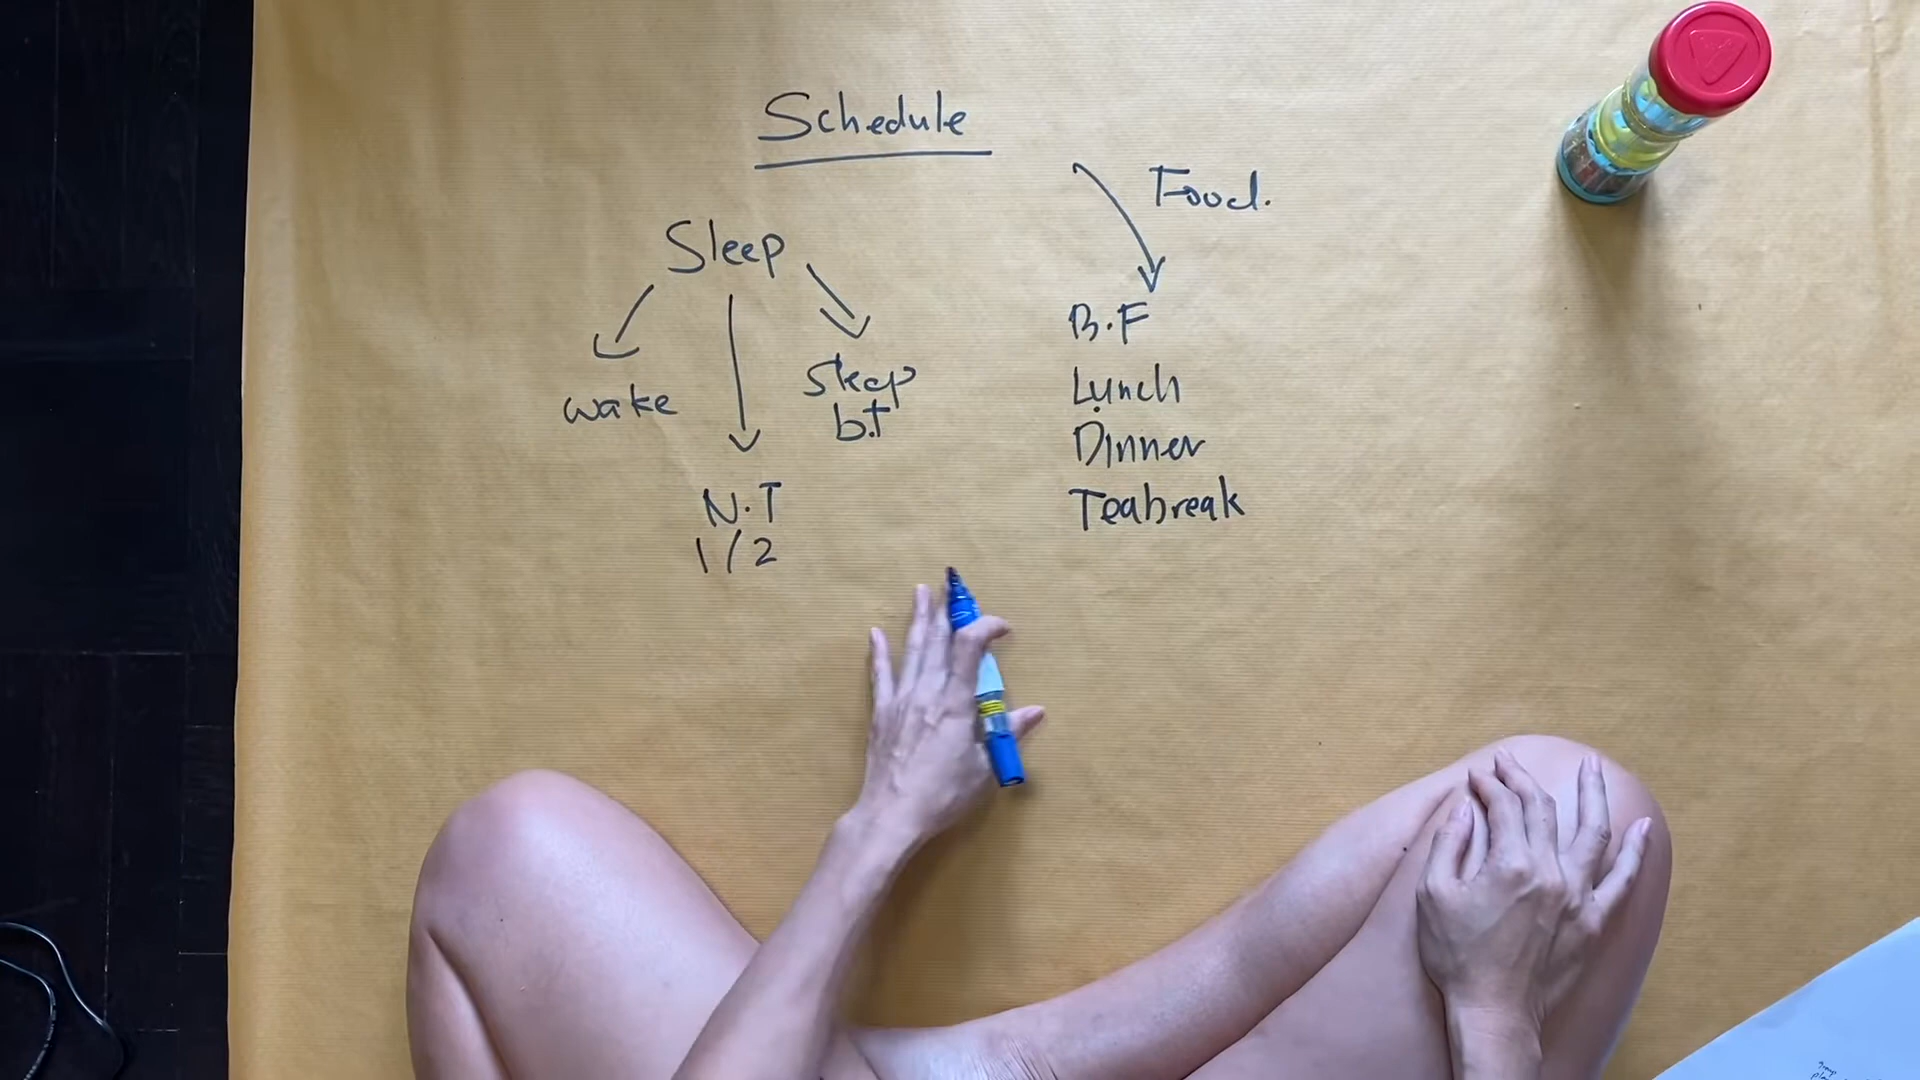 Schedule
Food.
Sleep
wake
Sleep
b.t
N.T
1/2
B.F
Lunch
Dinner
Teabreak